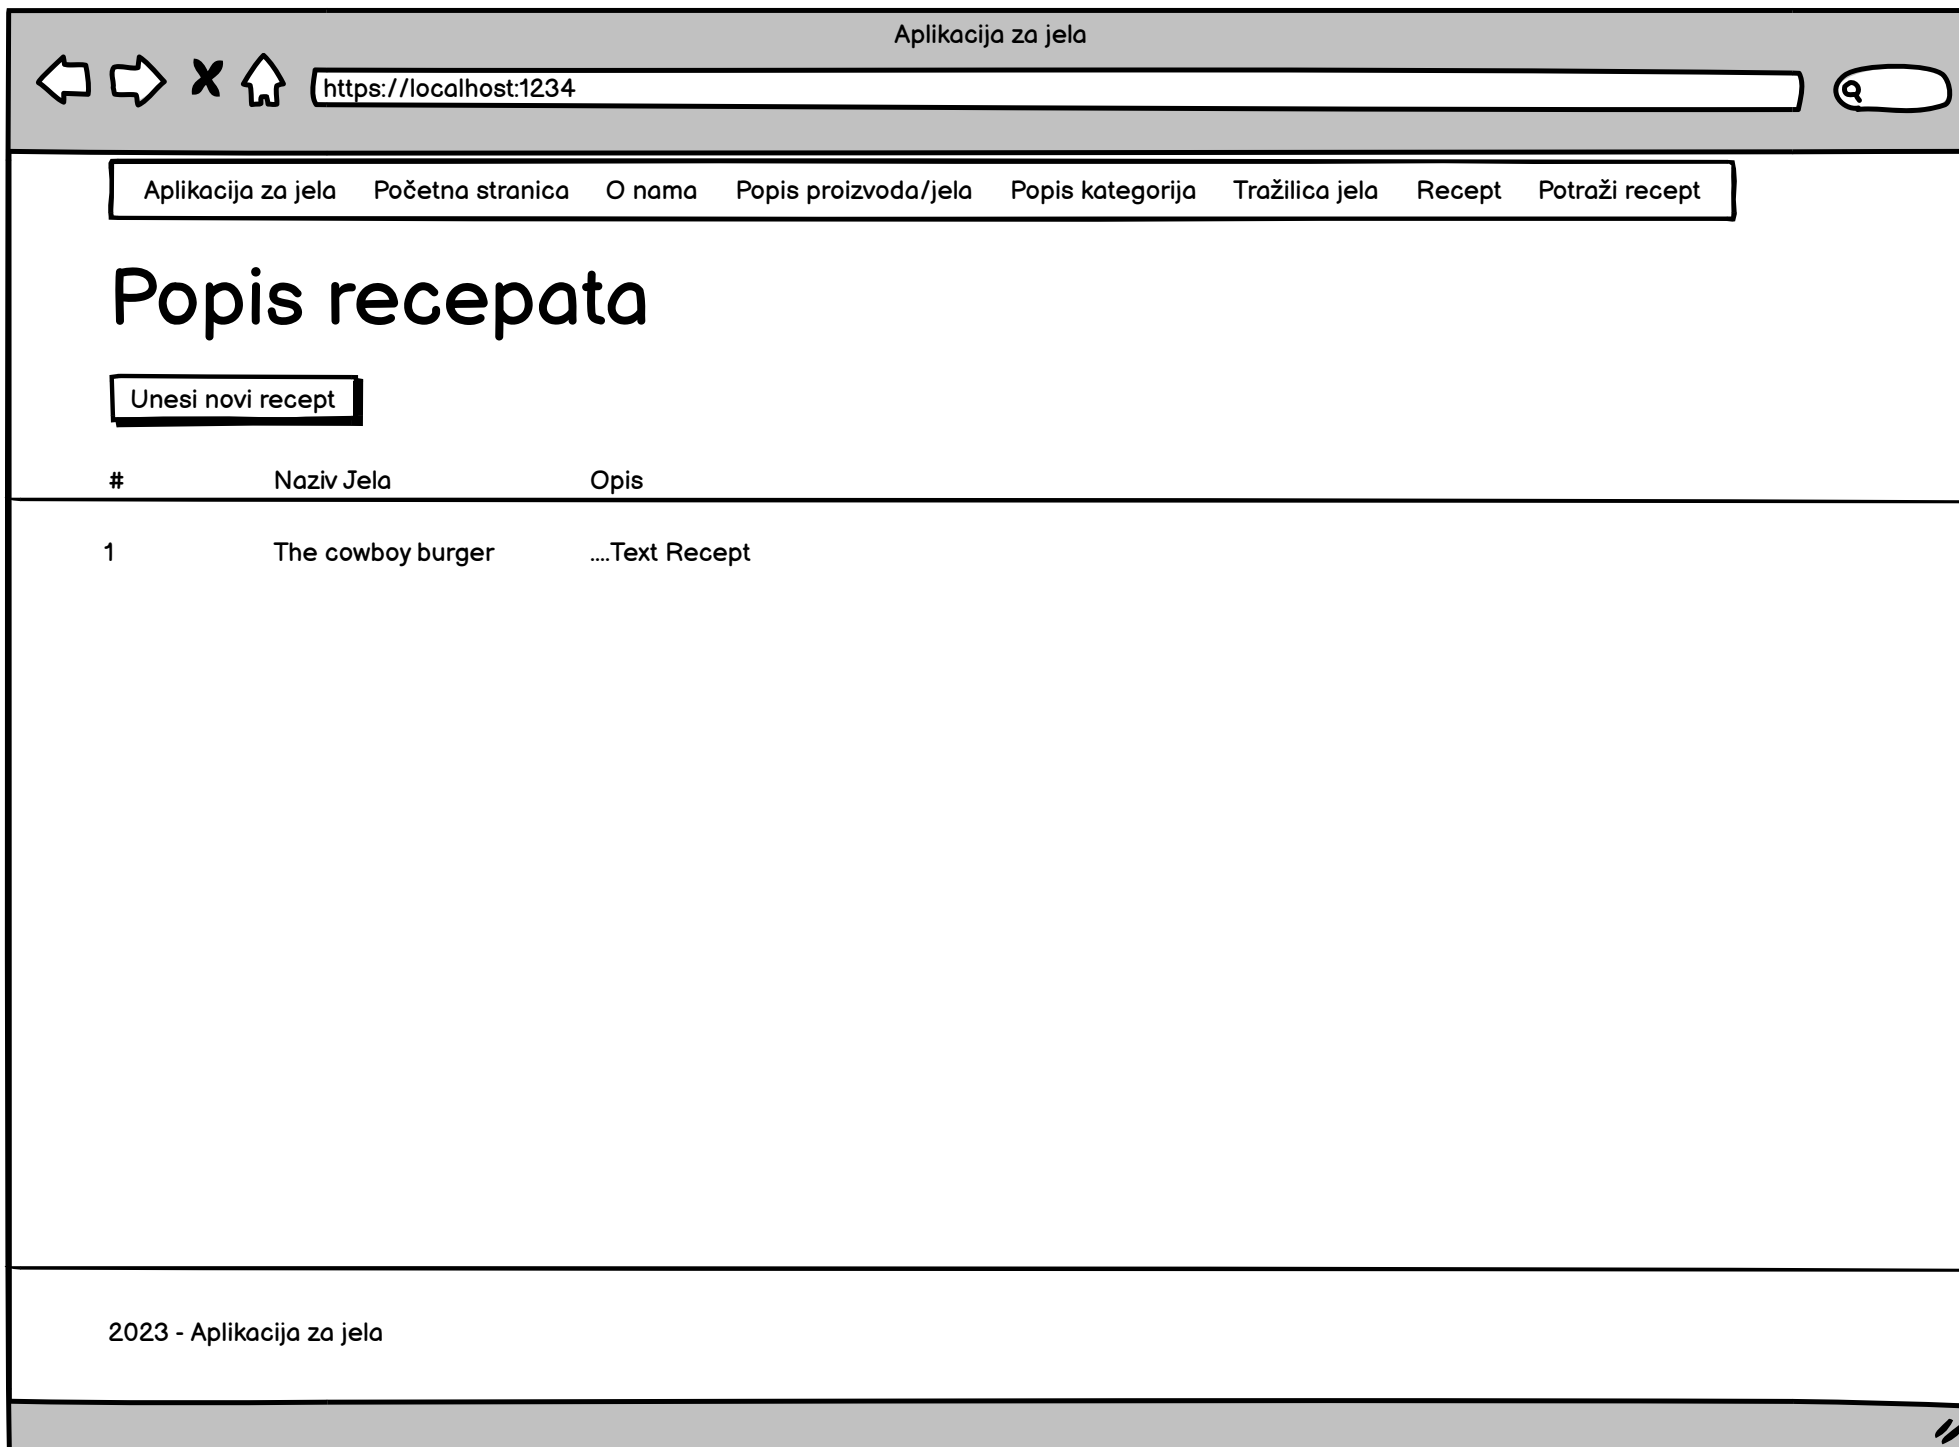 Aplikacija za jela
https://localhost:1234
Aplikacija za jela Početna stranica O nama Popis proizvoda/jela Popis kategorija Tražilica jela Recept Potraži recept
Popis recepata
Unesi novi recept
# Naziv Jela Opis
1 The cowboy burger ....Text Recept
2023 - Aplikacija za jela